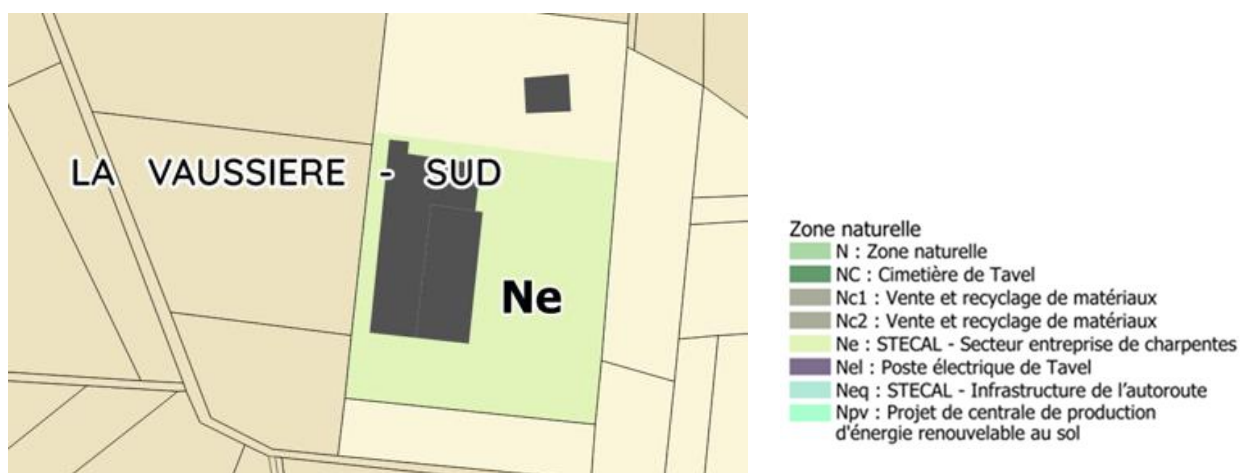 LA VAUSSIERE - SUD
Ne
Zone naturelle
N : Zone naturelle
NC : Cimetière de Tavel
Nc1 : Vente et recyclage de matériaux
Nc2 : Vente et recyclage de matériaux
Ne : STECAL - Secteur entreprise de charpentes
Nel : Poste électrique de Tavel
Neq : STECAL - Infrastructure de l'autoroute
Npv : Projet de centrale de production
d'énergie renouvelable au sol